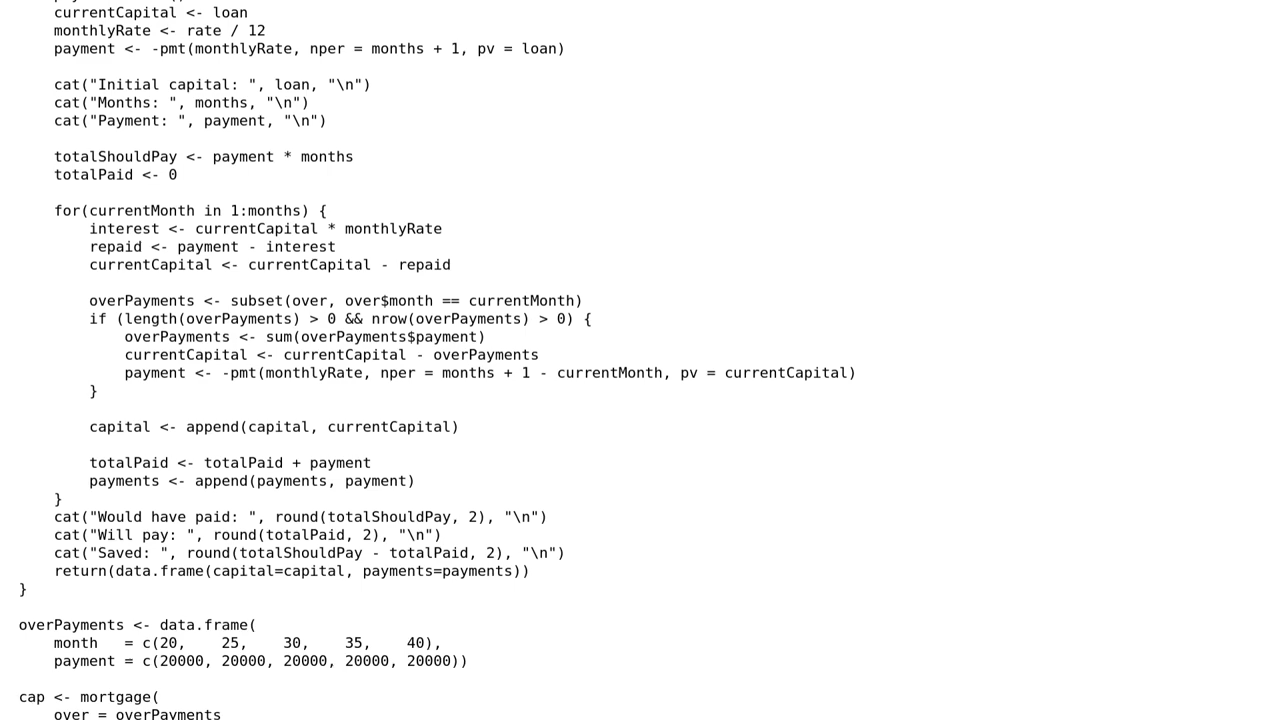 currentCapital <- loan
monthlyRate <- rate / 12
payment <- -pmt(monthlyRate, nper = months + 1, pv = loan)
cat("Initial capital: ", loan, "\n")
cat("Months: ", months, "\n")
cat("Payment: ", payment, "\n")
totalShouldPay <- payment * months
totalPaid <- 0
for(currentMonth in 1:months) {
interest <- currentCapital * monthlyRate
repaid <- payment - interest
currentCapital <- currentCapital - repaid
overPayments <- subset(over, over$month == currentMonth)
if (length(overPayments) > 0 && nrow(overPayments) > 0) {
overPayments <- sum(overPayments$payment)
currentCapital <- currentCapital - overPayments
payment <- -pmt(monthlyRate, nper = months + 1 - currentMonth, pv = currentCapital)
}
capital <- append(capital, currentCapital)
totalPaid <- totalPaid + payment
payments <- append(payments, payment)
}
cat("Would have paid: ", round(totalShouldPay, 2), "\n")
cat("Will pay: ", round(totalPaid, 2), "\n")
cat("Saved: ", round(totalShouldPay - totalPaid, 2), "\n")
return(data.frame(capital=capital, payments=payments))
}
overPayments <- data.frame(
month   = c(20,    25,    30,    35,    40),
payment = c(20000, 20000, 20000, 20000, 20000))
cap <- mortgage(
over = overPayments